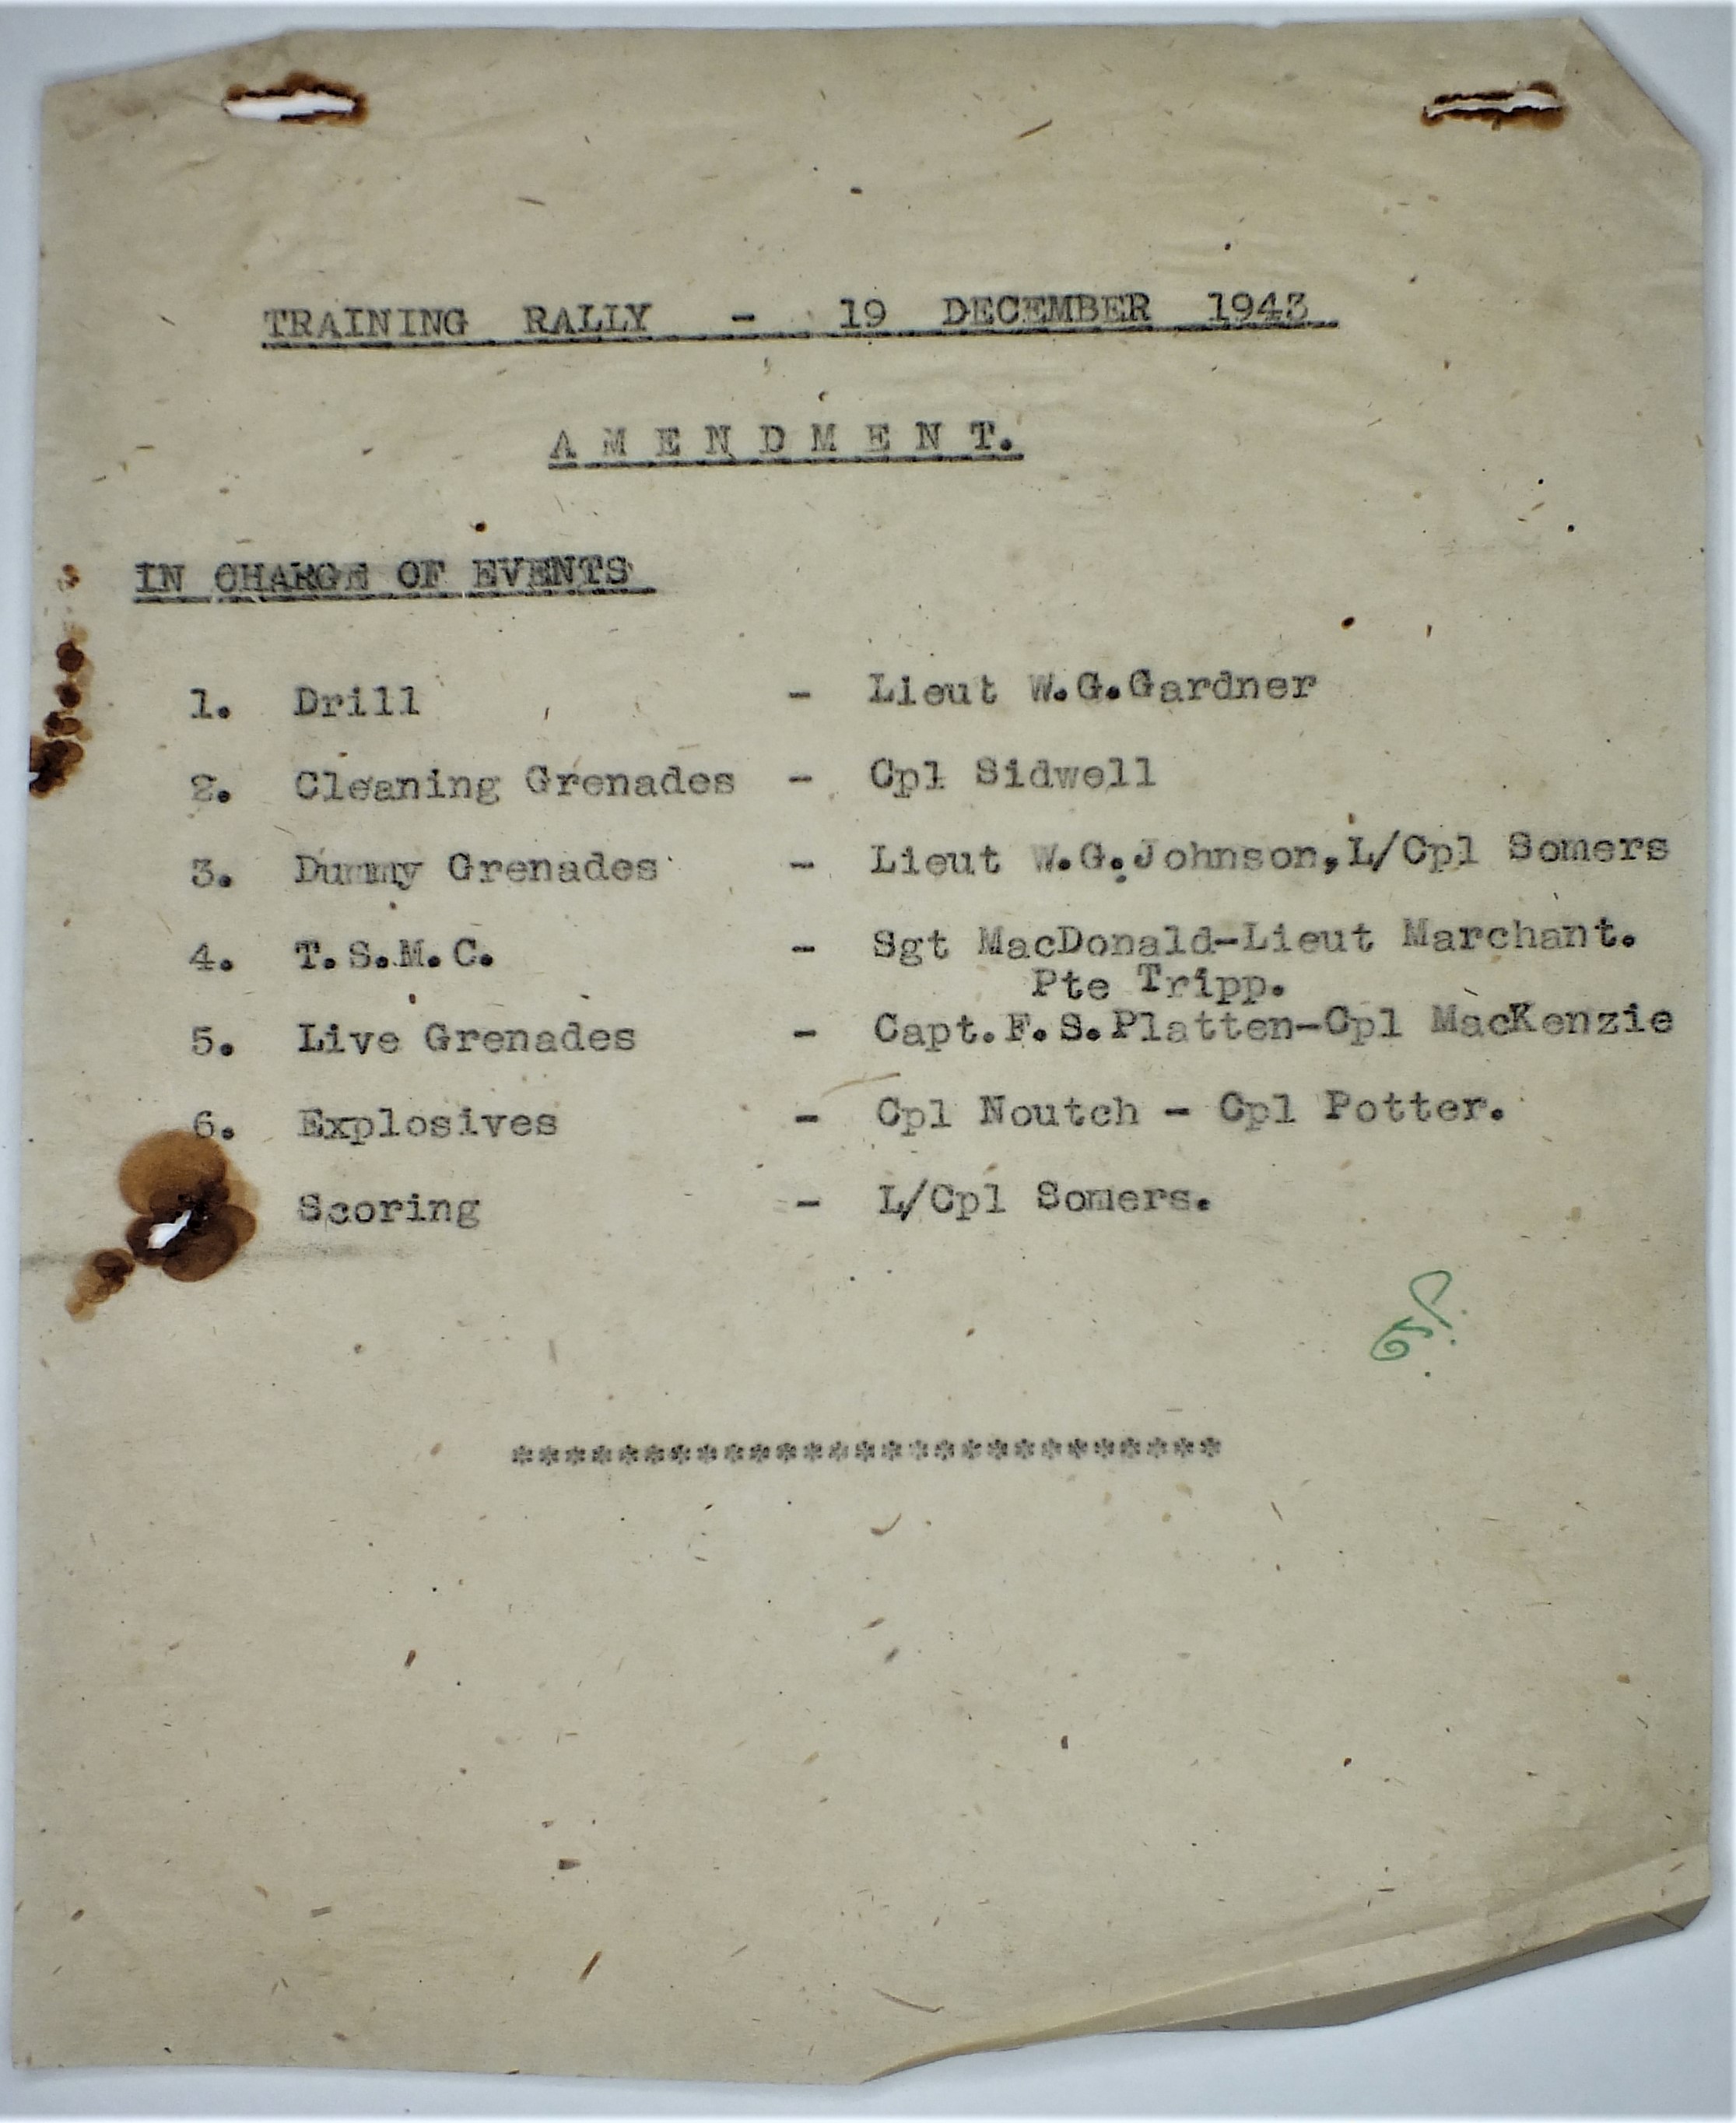 TRAINING RALLY - 19 DECEMBER 1943
A M E N D M E N T.
IN CHARGE OF EVENTS
1. Drill - Lieut W.G.Gardner
2. Cleaning Grenades - Cpl Sidwell
3. Dummy Grenades - Lieut W.G.Johnson,L/Cpl Somers
4. T.S.M.C. - Sgt MacDonald-Lieut Marchant.
Pte Tripp.
5. Live Grenades - Capt.F.S.Platten-Cpl MacKenzie
6. Explosives - Cpl Noutch - Cpl Potter.
Scoring - L/Cpl Somers.
***************************